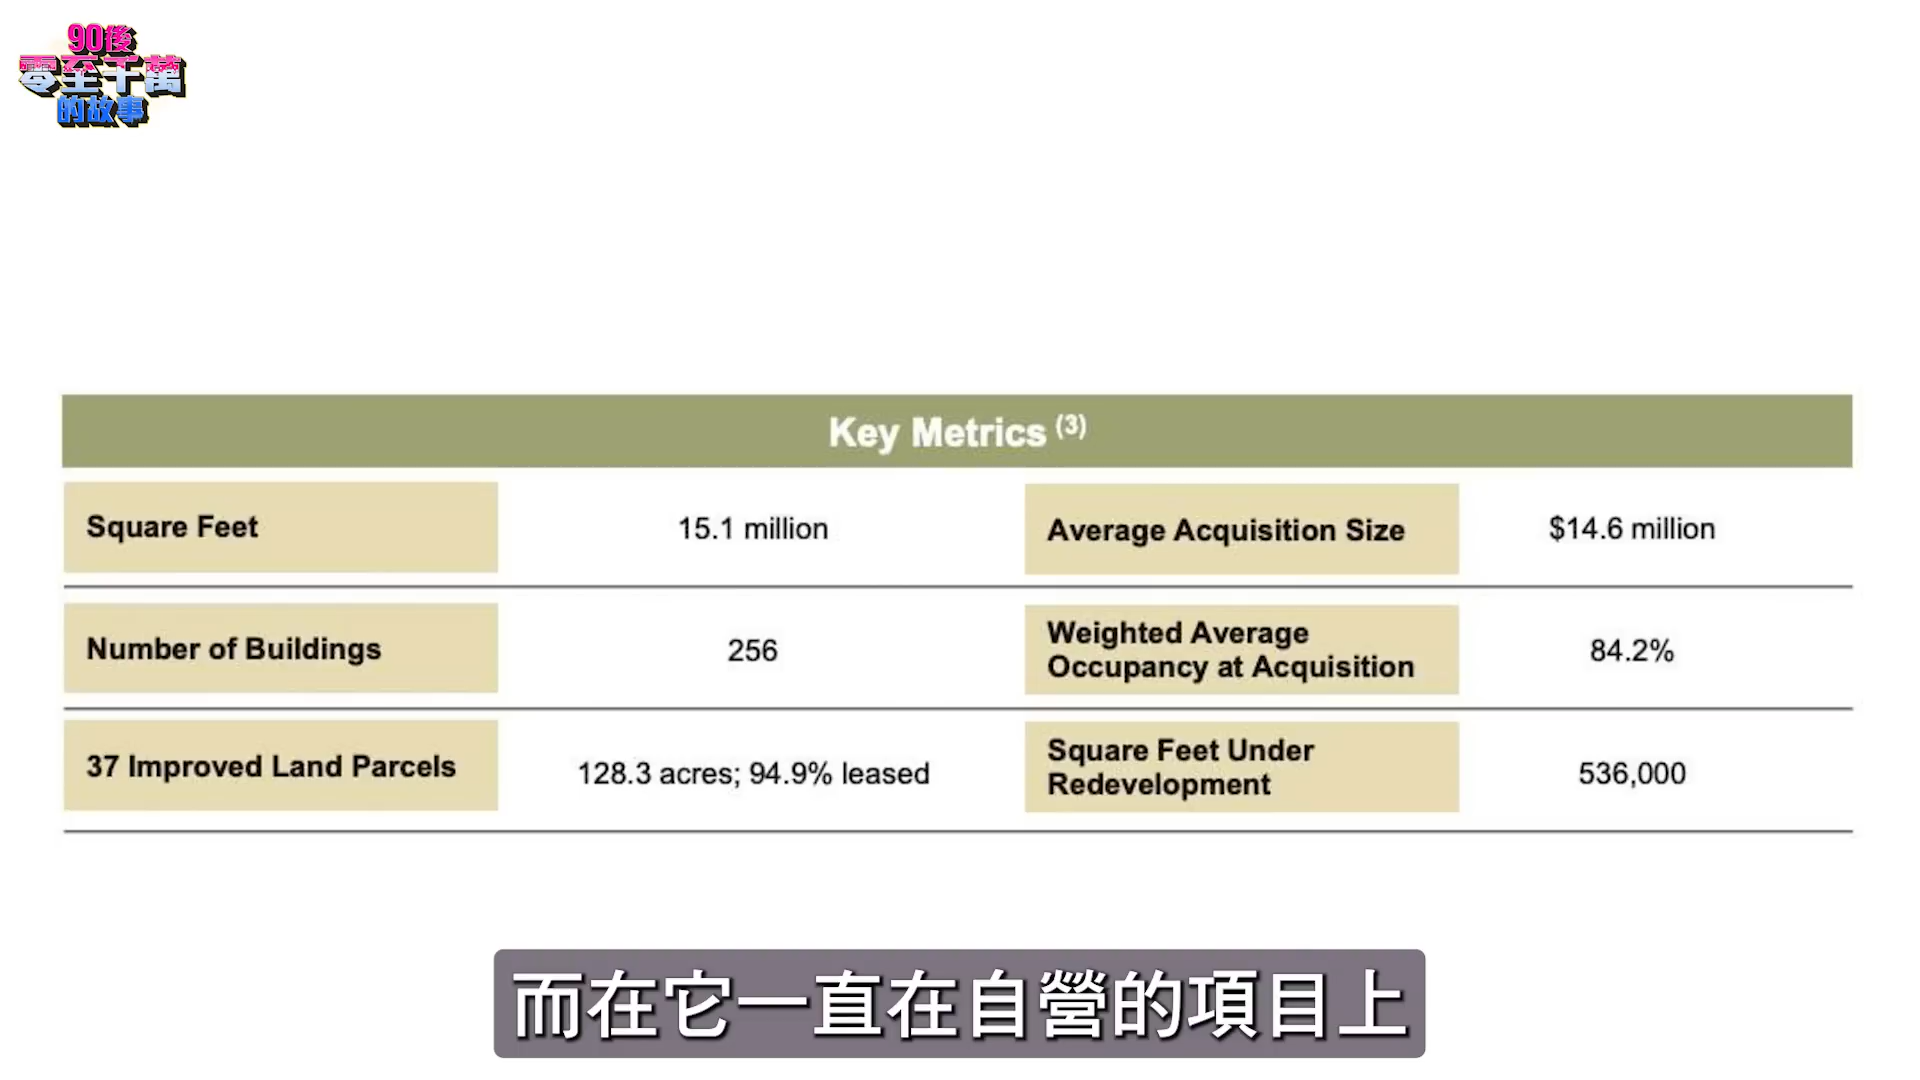 90後
零至千萬
的故事
Key Metrics (3)
Square Feet
15.1 million
Average Acquisition Size
$14.6 million
Number of Buildings
256
Weighted Average
Occupancy at Acquisition
84.2%
37 Improved Land Parcels
128.3 acres; 94.9% leased
Square Feet Under
Redevelopment
536,000
而在它一直在自營的項目上